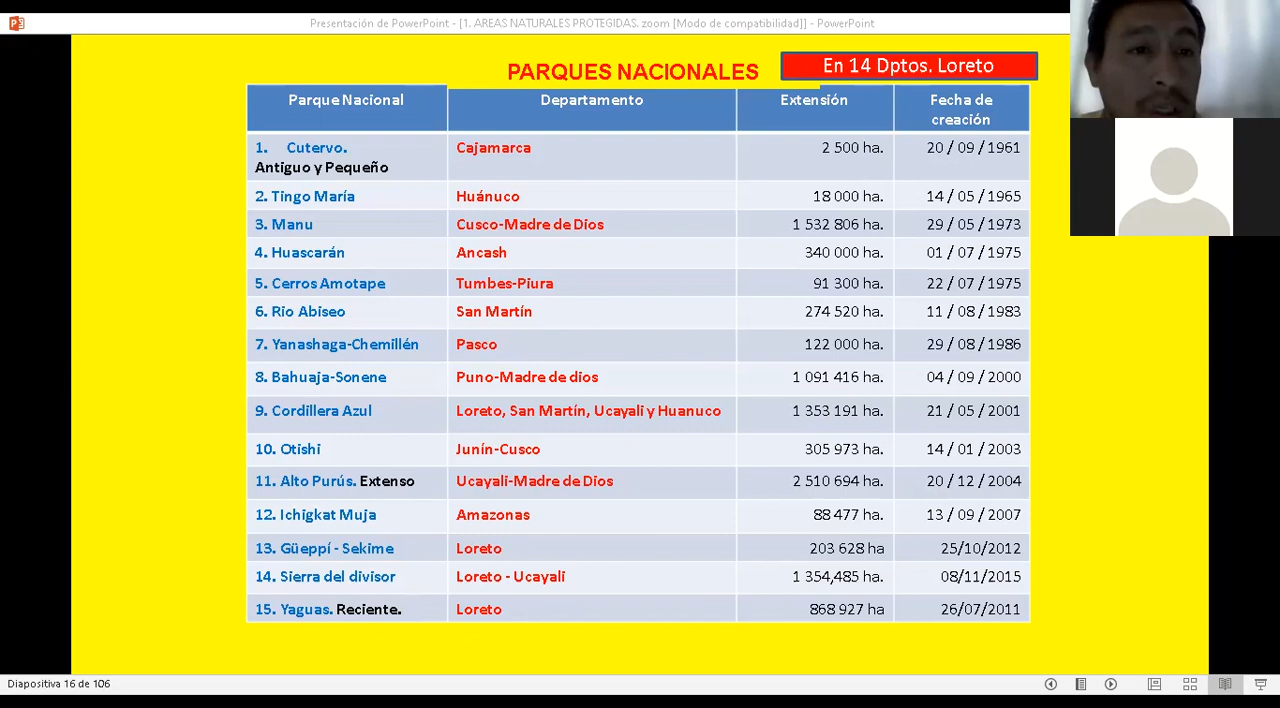 Presentación de PowerPoint - [1. AREAS NATURALES PROTEGIDAS. zoom [Modo de compatibilidad]] - PowerPoint
PARQUES NACIONALES
En 14 Dptos. Loreto
Parque Nacional Departamento Extensión Fecha de
creación
1. Cutervo. Cajamarca 2 500 ha. 20 / 09 / 1961
Antiguo y Pequeño
2. Tingo María Huánuco 18 000 ha. 14 / 05 / 1965
3. Manu Cusco-Madre de Dios 1 532 806 ha. 29 / 05 / 1973
4. Huascarán Ancash 340 000 ha. 01 / 07 / 1975
5. Cerros Amotape Tumbes-Piura 91 300 ha. 22 / 07 / 1975
6. Rio Abiseo San Martín 274 520 ha. 11 / 08 / 1983
7. Yanashaga-Chemillén Pasco 122 000 ha. 29 / 08 / 1986
8. Bahuaja-Sonene Puno-Madre de dios 1 091 416 ha. 04 / 09 / 2000
9. Cordillera Azul Loreto, San Martín, Ucayali y Huanuco 1 353 191 ha. 21 / 05 / 2001
10. Otishi Junín-Cusco 305 973 ha. 14 / 01 / 2003
11. Alto Purús. Extenso Ucayali-Madre de Dios 2 510 694 ha. 20 / 12 / 2004
12. Ichigkat Muja Amazonas 88 477 ha. 13 / 09 / 2007
13. Güeppí - Sekime Loreto 203 628 ha 25/10/2012
14. Sierra del divisor Loreto - Ucayali 1 354,485 ha. 08/11/2015
15. Yaguas. Reciente. Loreto 868 927 ha 26/07/2011
Diapositiva 16 de 106